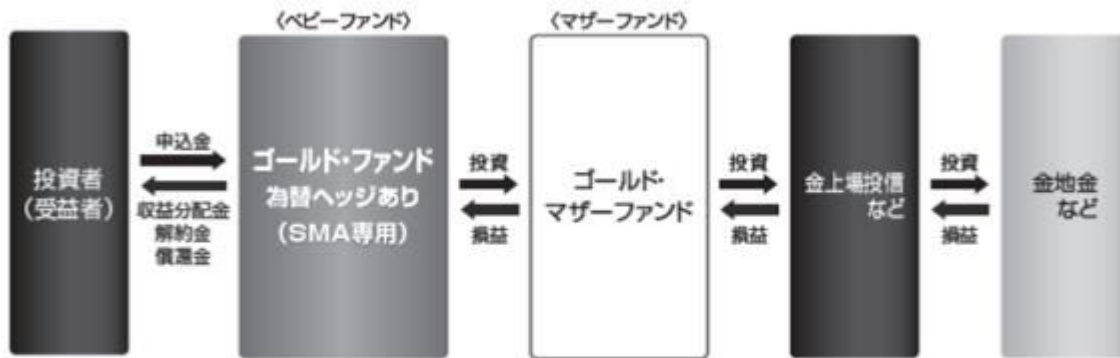 〈ベビーファンド〉
〈マザーファンド〉
投資者
(受益者)
申込金
収益分配金
解約金
償還金
ゴールド・ファンド
為替ヘッジあり
(SMA専用)
投資
損益
ゴールド・
マザーファンド
投資
損益
金上場投信
など
投資
損益
金地金
など